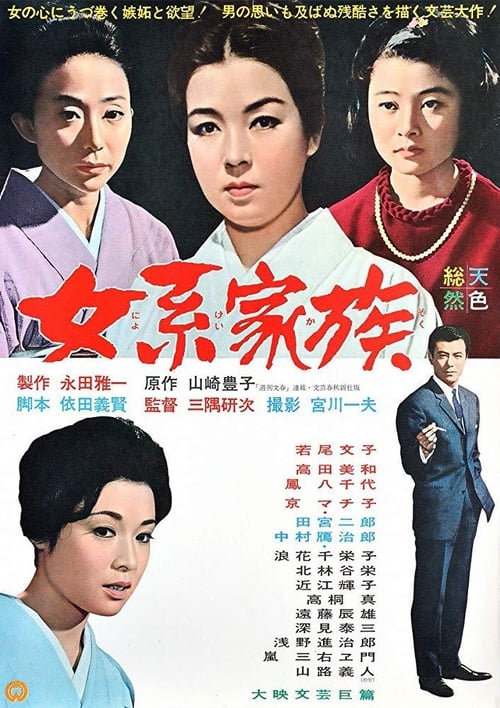 女の心にうづ巻く嫉妬と欲望! 男の思いも及ばぬ残酷さを描く文芸大作!
総天然色
女系家族
にょ けい か ぞく
製作 永田雅一 原作 山崎豊子 「週刊文春」連載・文芸春秋新社版
脚本 依田義賢 監督 三隅研次 撮影 宮川一夫
若尾文子
高田美和
鳳八千代
京マチ子
田宮二郎
中村鴈治郎
浪花千栄子
北林谷栄
近江輝子
高桐真
遠藤辰雄
深見泰三
浅野進治郎
嵐三右ヱ門
山路義人
大映文芸巨篇